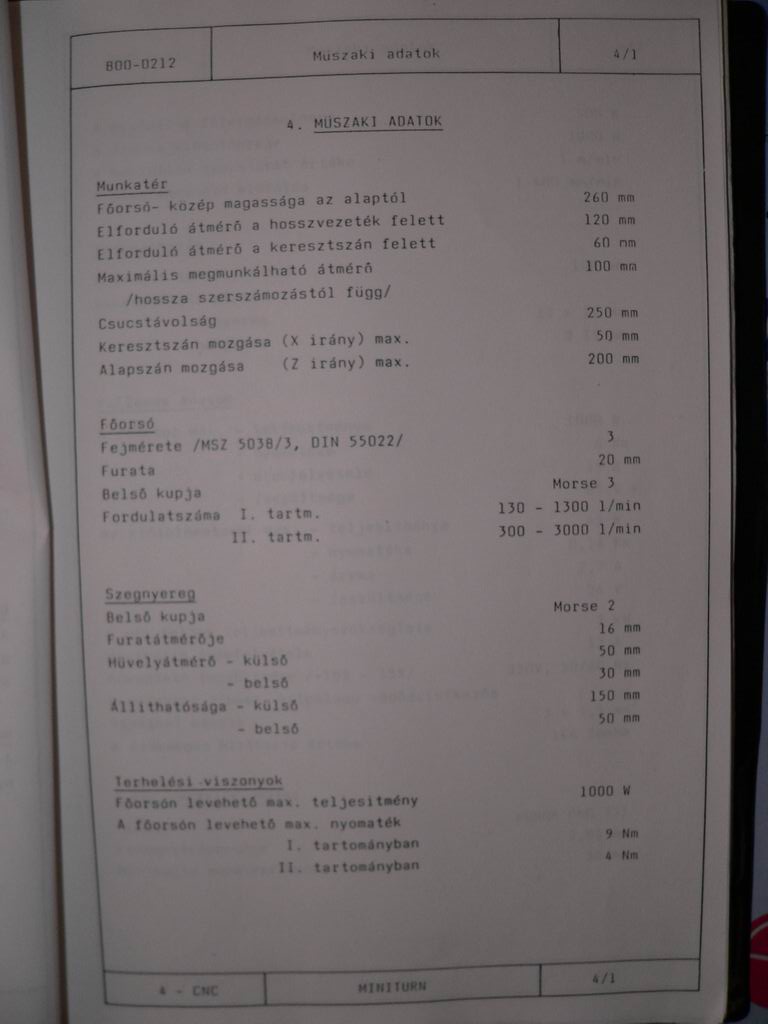 800-0212 Müszaki adatok 4/1
4. MÜSZAKI ADATOK
Munkatér
Főorsó- közép magassága az alaptól 260 mm
Elforduló átmérő a hosszvezeték felett 120 mm
Elforduló átmérő a keresztszán felett 60 mm
Maximális megmunkálható átmérő 100 mm
/hossza szerszámozástól függ/
Csucstávolság 250 mm
Keresztszán mozgása (X irány) max. 50 mm
Alapszán mozgása (Z irány) max. 200 mm
Főorsó
Fejmérete /MSZ 5038/3, DIN 55022/ 3
Furata 20 mm
Belső kupja Morse 3
Fordulatszáma I. tartm. 130 - 1300 1/min
II. tartm. 300 - 3000 1/min
Szegnyereg
Belső kupja Morse 2
Furatátmérője 16 mm
Hüvelyátmérő - külső 50 mm
- belső 30 mm
Állithatósága - külső 150 mm
- belső 50 mm
Terhelési viszonyok
Főorsón levehető max. teljesitmény 1000 W
A főorsón levehető max. nyomaték
I. tartományban 9 Nm
II. tartományban 4 Nm
4 - CNC MINITURN 4/1